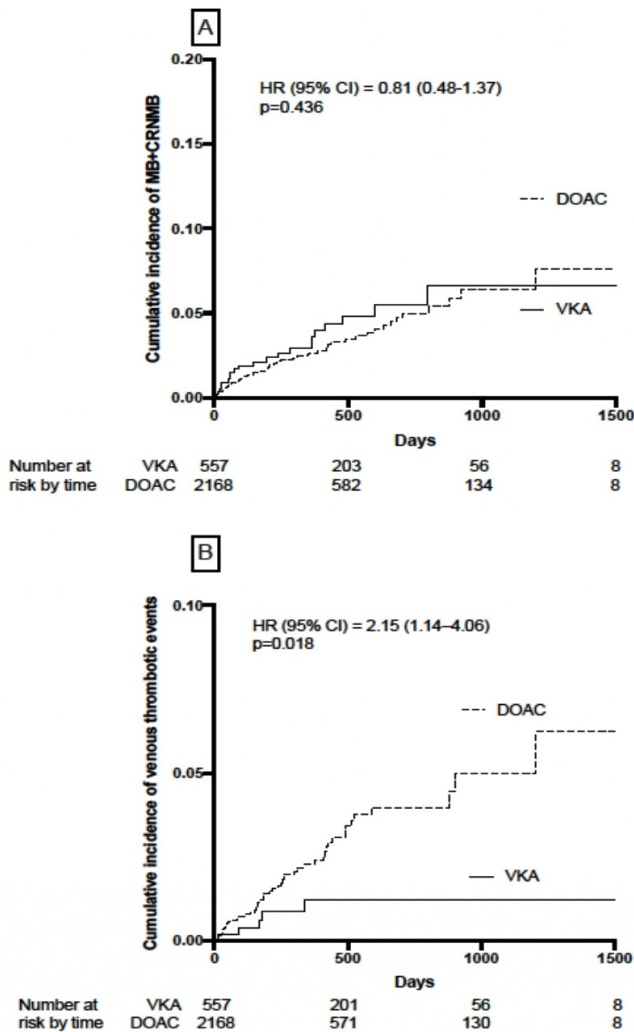 A
0.20
HR (95% CI) = 0.81 (0.48-1.37)
p=0.436
0.15
Cumulative incidence of MB+CRNMB
0.10
DOAC
0.05
VKA
0.00
0 500 1000 1500
Days
Number at VKA 557 203 56 8
risk by time DOAC 2168 582 134 8
B
0.10
HR (95% CI) = 2.15 (1.14–4.06)
p=0.018
Cumulative incidence of venous thrombotic events
DOAC
0.05
VKA
0.00
0 500 1000 1500
Days
Number at VKA 557 201 56 8
risk by time DOAC 2168 571 130 8